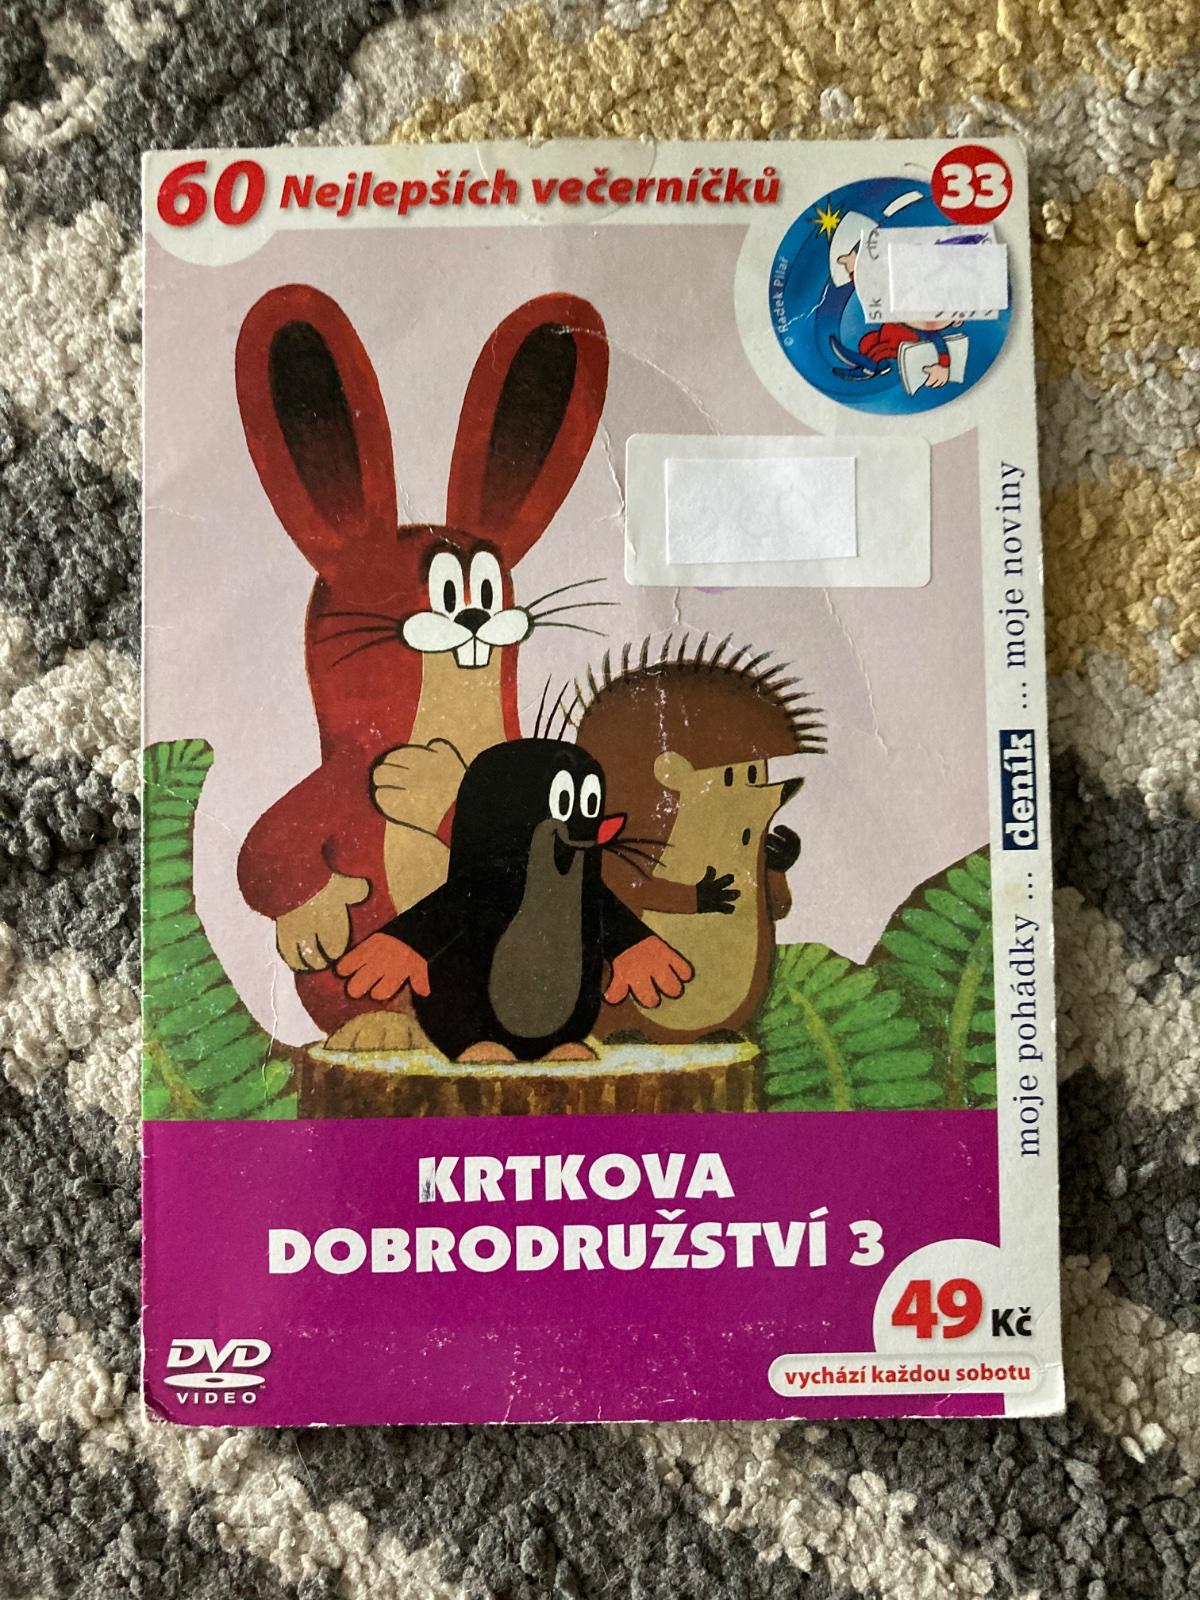 60 Nejlepších večerníčků
33
© Radek Pilař
sk
moje pohádky ... deník ... moje noviny
KRTKOVA
DOBRODRUŽSTVÍ 3
49 Kč
vychází každou sobotu
DVD
VIDEO